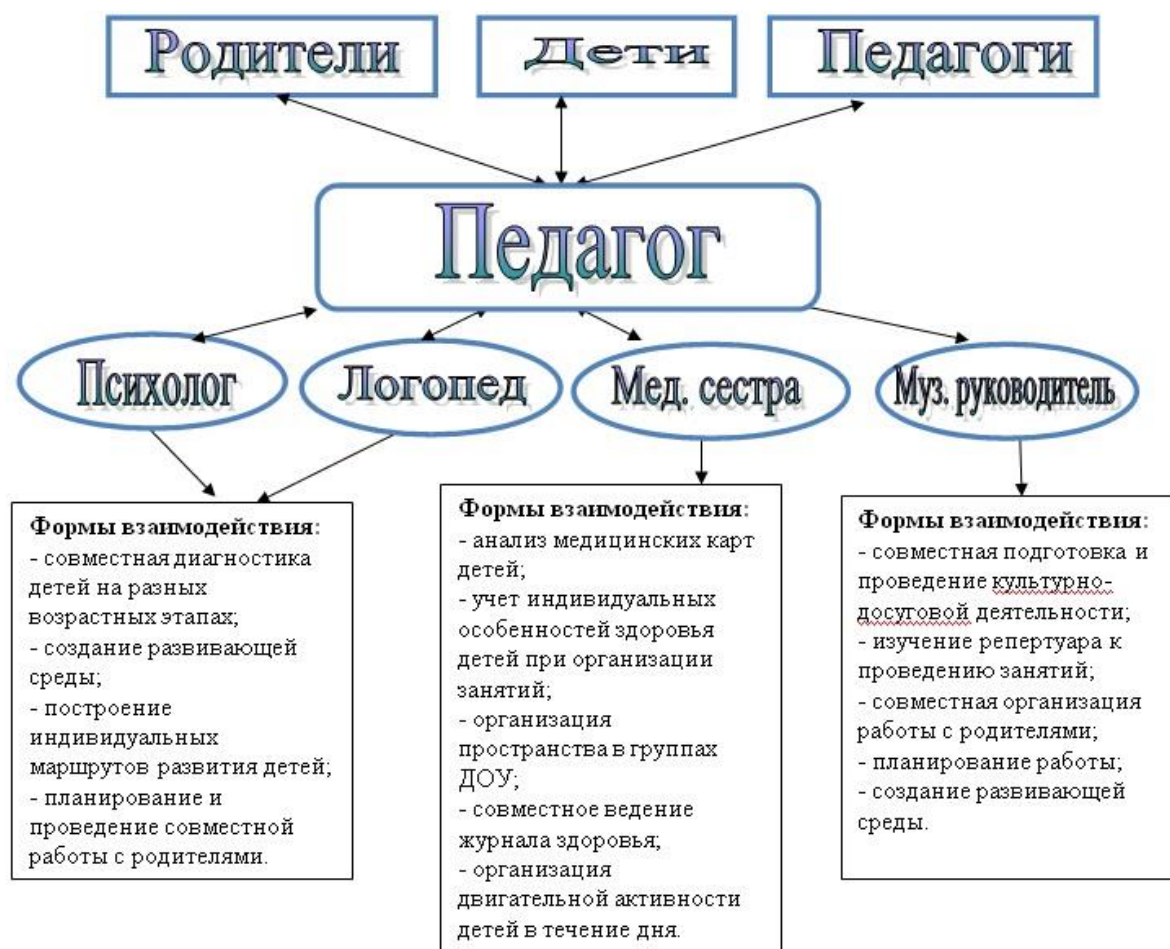 Родители
Дети
Педагоги
Педагог
Психолог
Логопед
Мед. сестра
Муз. руководитель
Формы взаимодействия:
- совместная диагностика
детей на разных
возрастных этапах;
- создание развивающей
среды;
- построение
индивидуальных
маршрутов развития детей;
- планирование и
проведение совместной
работы с родителями.
Формы взаимодействия:
- анализ медицинских карт
детей;
- учет индивидуальных
особенностей здоровья
детей при организации
занятий;
- организация
пространства в группах
ДОУ;
- совместное ведение
журнала здоровья;
- организация
двигательной активности
детей в течение дня.
Формы взаимодействия:
- совместная подготовка и
проведение культурно-
досуговой деятельности;
- изучение репертуара к
проведению занятий;
- совместная организация
работы с родителями;
- планирование работы;
- создание развивающей
среды.